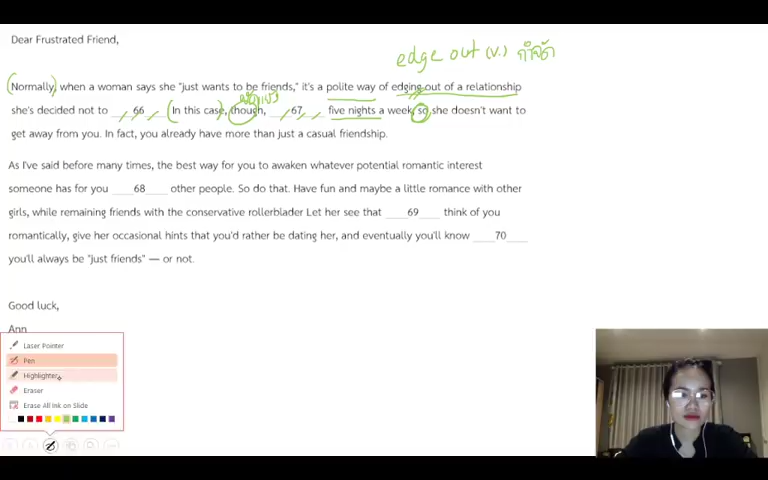 Dear Frustrated Friend,
edge out (v.) กำจัด
(Normally) when a woman says she "just wants to be friends," it's a polite way of edging out of a relationship
she's decided not to 66 (In this case), though, 67 five nights a week, so she doesn't want to
get away from you. In fact, you already have more than just a casual friendship.
As I've said before many times, the best way for you to awaken whatever potential romantic interest
someone has for you 68 other people. So do that. Have fun and maybe a little romance with other
girls, while remaining friends with the conservative rollerblader Let her see that 69 think of you
romantically, give her occasional hints that you'd rather be dating her, and eventually you'll know 70
you'll always be "just friends" — or not.
Good luck,
Ann
Laser Pointer
Pen
Highlighter
Eraser
Erase All Ink on Slide